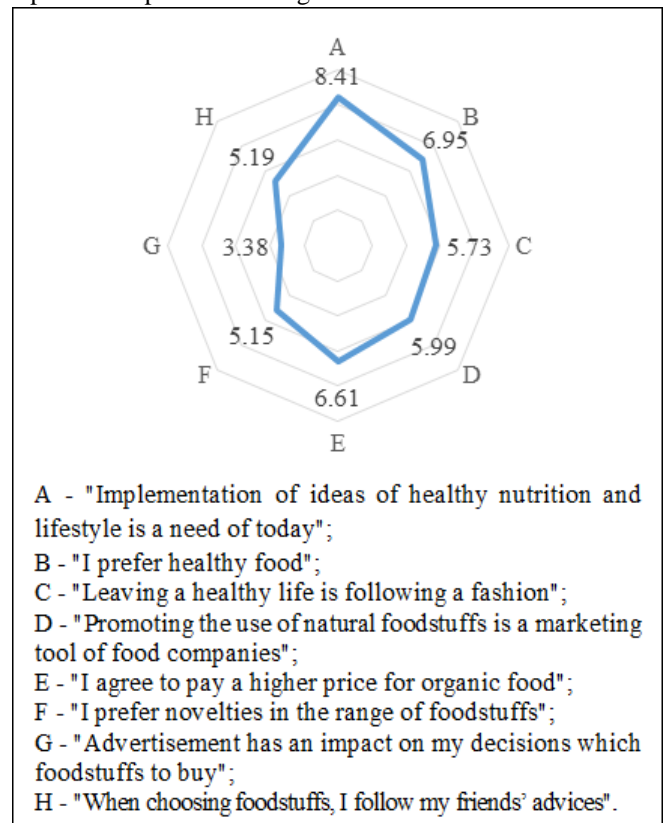 A
8.41
H
B
5.19
6.95
G
3.38
5.73
C
5.15
5.99
F
D
6.61
E
A - "Implementation of ideas of healthy nutrition and
lifestyle is a need of today";
B - "I prefer healthy food";
C - "Leaving a healthy life is following a fashion";
D - "Promoting the use of natural foodstuffs is a marketing
tool of food companies";
E - "I agree to pay a higher price for organic food";
F - "I prefer novelties in the range of foodstuffs";
G - "Advertisement has an impact on my decisions which
foodstuffs to buy";
H - "When choosing foodstuffs, I follow my friends’ advices".